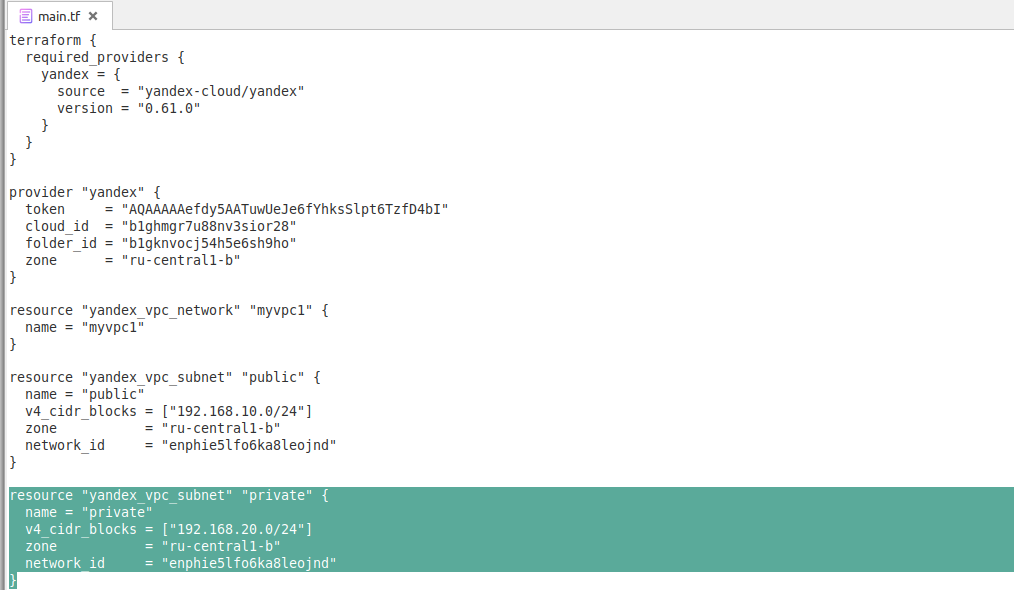 main.tf
terraform {
  required_providers {
    yandex = {
      source  = "yandex-cloud/yandex"
      version = "0.61.0"
    }
  }
}
provider "yandex" {
  token     = "AQAAAAAefdy5AATuwUeJe6fYhksSlpt6TzfD4bI"
  cloud_id  = "b1ghmgr7u88nv3sior28"
  folder_id = "b1gknvocj54h5e6sh9ho"
  zone      = "ru-central1-b"
}
resource "yandex_vpc_network" "myvpc1" {
  name = "myvpc1"
}
resource "yandex_vpc_subnet" "public" {
  name = "public"
  v4_cidr_blocks = ["192.168.10.0/24"]
  zone           = "ru-central1-b"
  network_id     = "enphie5lfo6ka8leojnd"
}
resource "yandex_vpc_subnet" "private" {
  name = "private"
  v4_cidr_blocks = ["192.168.20.0/24"]
  zone           = "ru-central1-b"
  network_id     = "enphie5lfo6ka8leojnd"
}